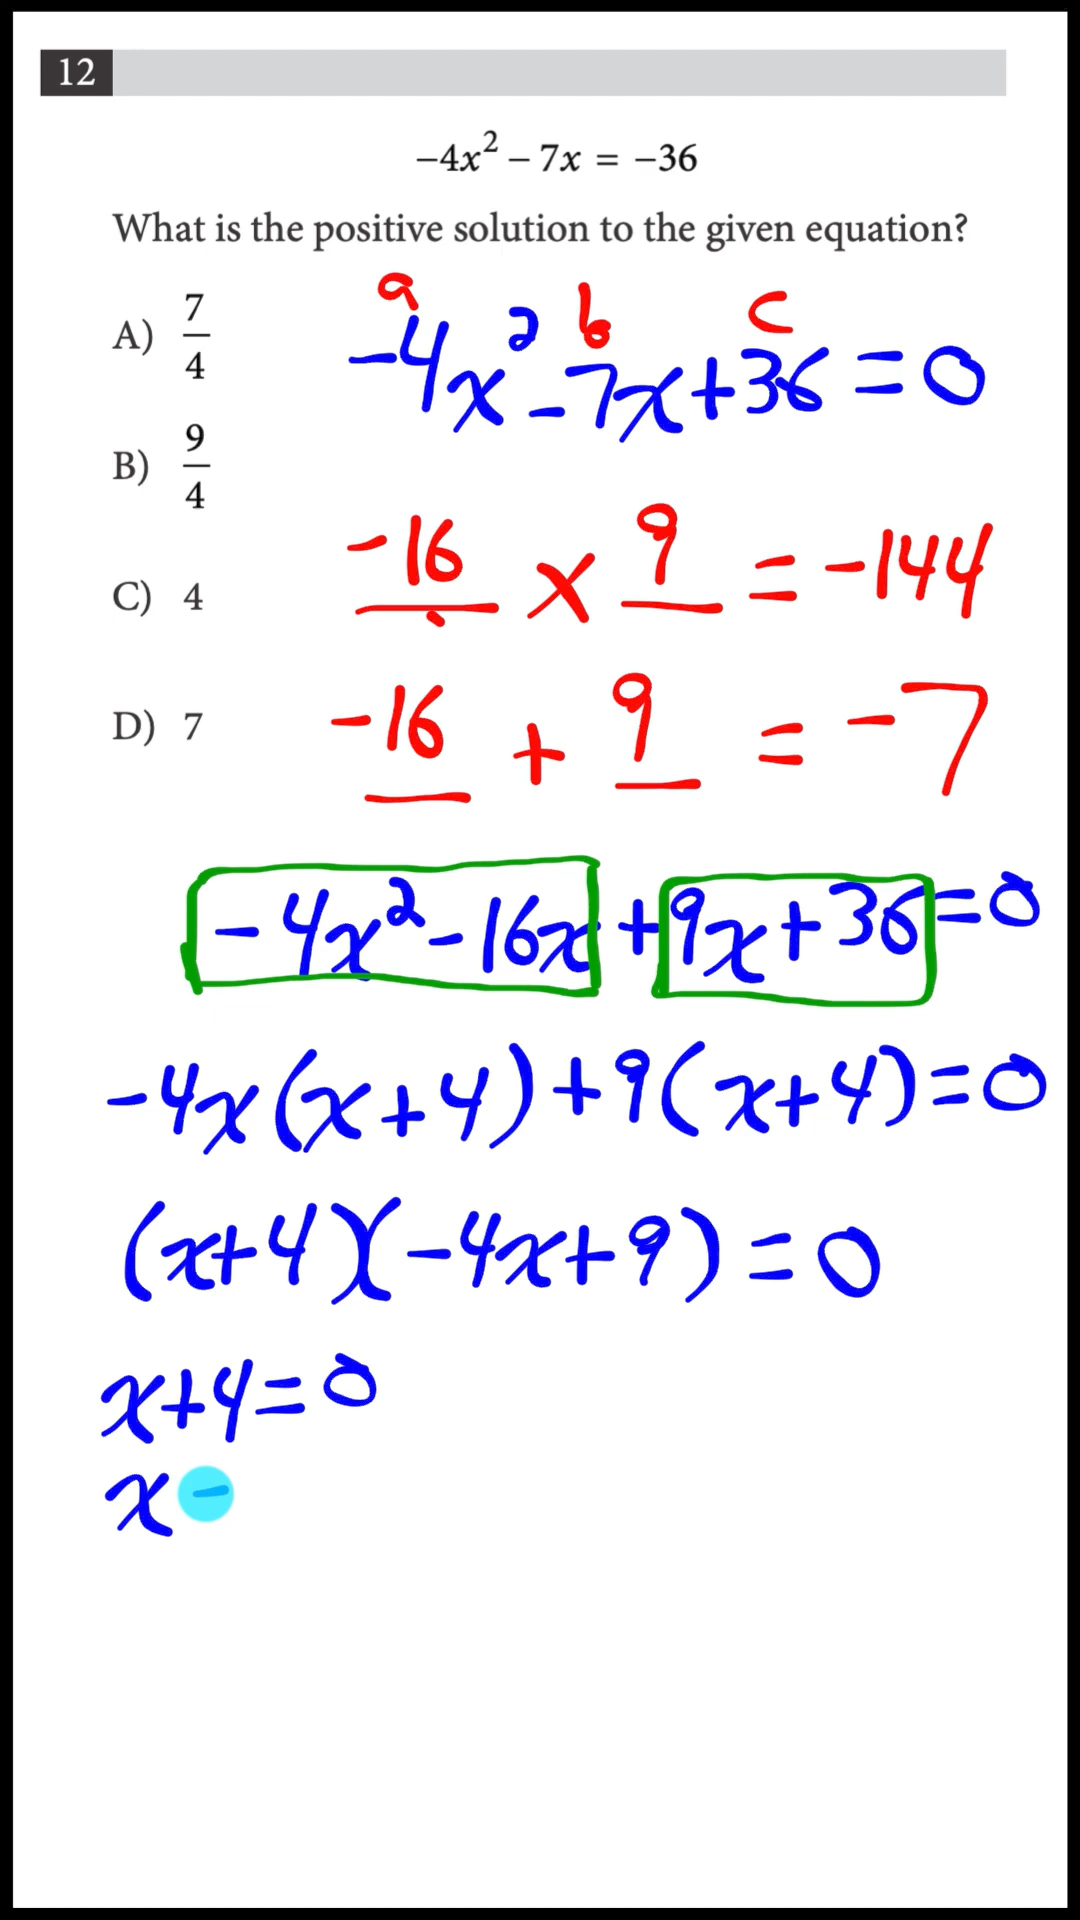 12
−4x² − 7x = −36
What is the positive solution to the given equation?
A) 7/4
B) 9/4
C) 4
D) 7
a b c
-4x²-7x+36=0
-16 × 9 = -144
-16 + 9 = -7
-4x²-16x+9x+36=0
-4x(x+4)+9(x+4)=0
(x+4)(-4x+9)=0
x+4=0
x -